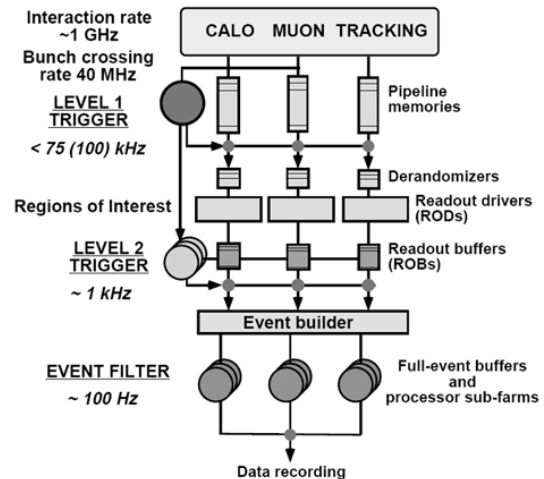 Interaction rate
~1 GHz
CALO MUON TRACKING
Bunch crossing
rate 40 MHz
LEVEL 1
TRIGGER
Pipeline
memories
< 75 (100) kHz
Derandomizers
Regions of Interest
Readout drivers
(RODs)
LEVEL 2
TRIGGER
Readout buffers
(ROBs)
~ 1 kHz
Event builder
EVENT FILTER
~ 100 Hz
Full-event buffers
and
processor sub-farms
Data recording